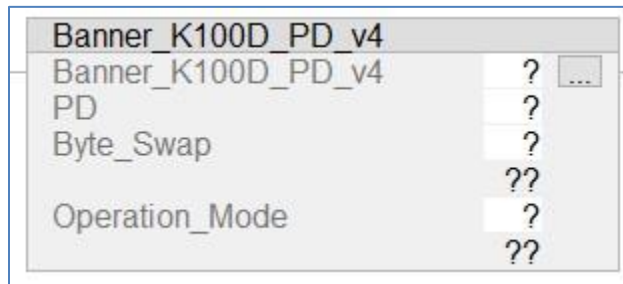 Banner_K100D_PD_v4
Banner_K100D_PD_v4 ? ...
PD ?
Byte_Swap ?
??
Operation_Mode ?
??